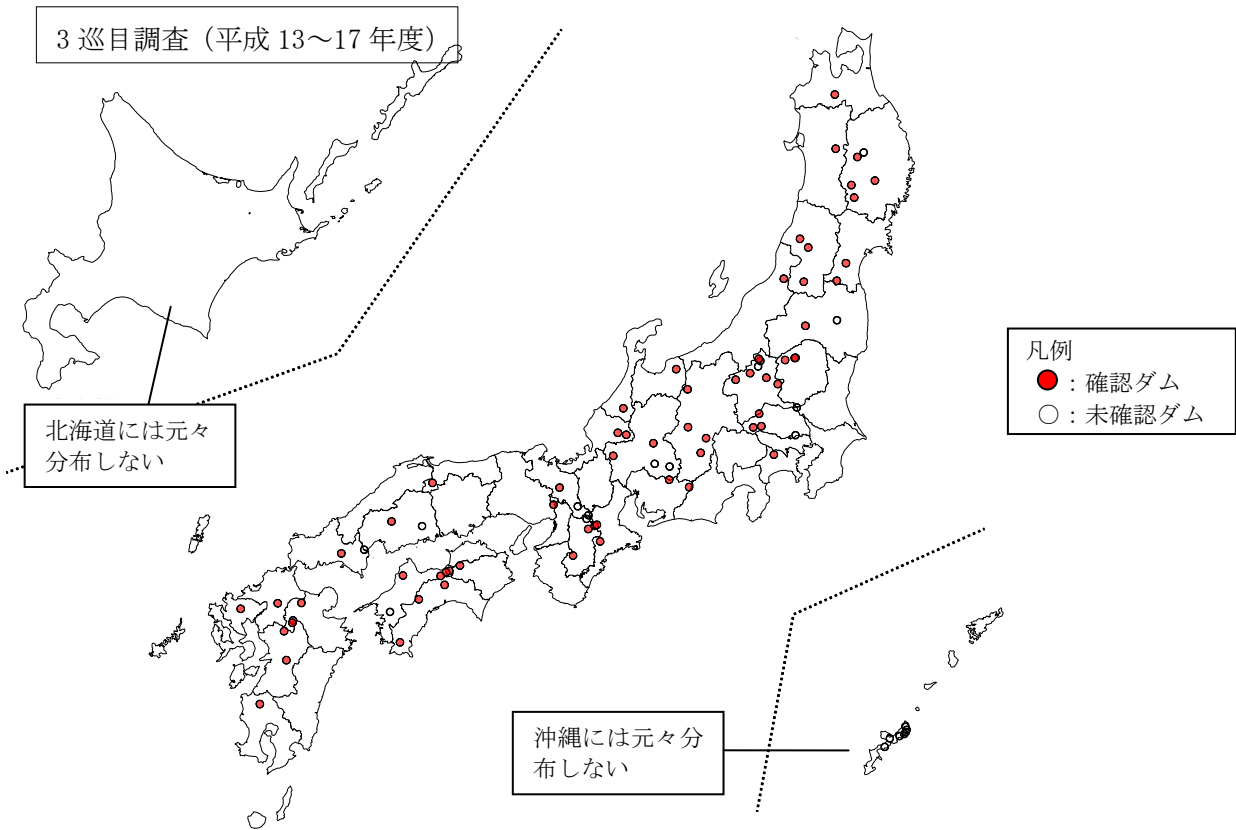 3 巡目調査（平成 13～17 年度）
凡例
：確認ダム
：未確認ダム
北海道には元々
分布しない
沖縄には元々分
布しない